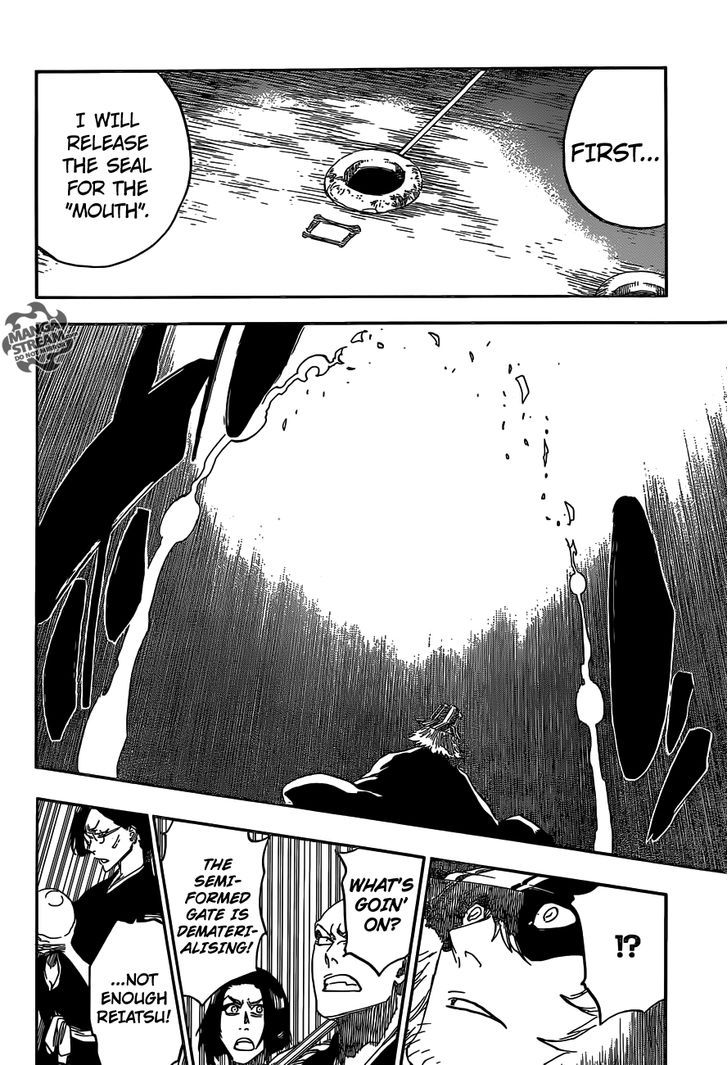 FIRST...
I WILL
RELEASE
THE SEAL
FOR THE
"MOUTH".
MANGA
STREAM
!?
WHAT'S
GOIN'
ON?
THE
SEMI-
FORMED
GATE IS
DEMATERI-
ALISING!
...NOT
ENOUGH
REIATSU!